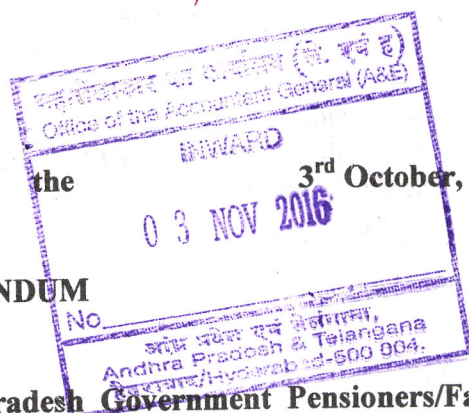 Office of the Accountant General (A&E)
INWARD
the 3rd October,
0 3 NOV 2016
NDUM
No
Andhra Pradesh & Telangana
Hyderabad-500 004.
radesh Government Pensioners/Fa